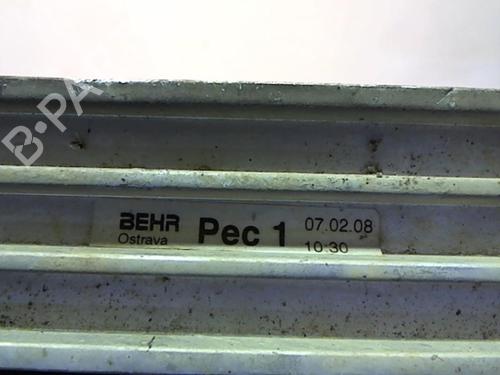 B-PA
BEHR Pec 1 07.02.08
Ostrava 10:30